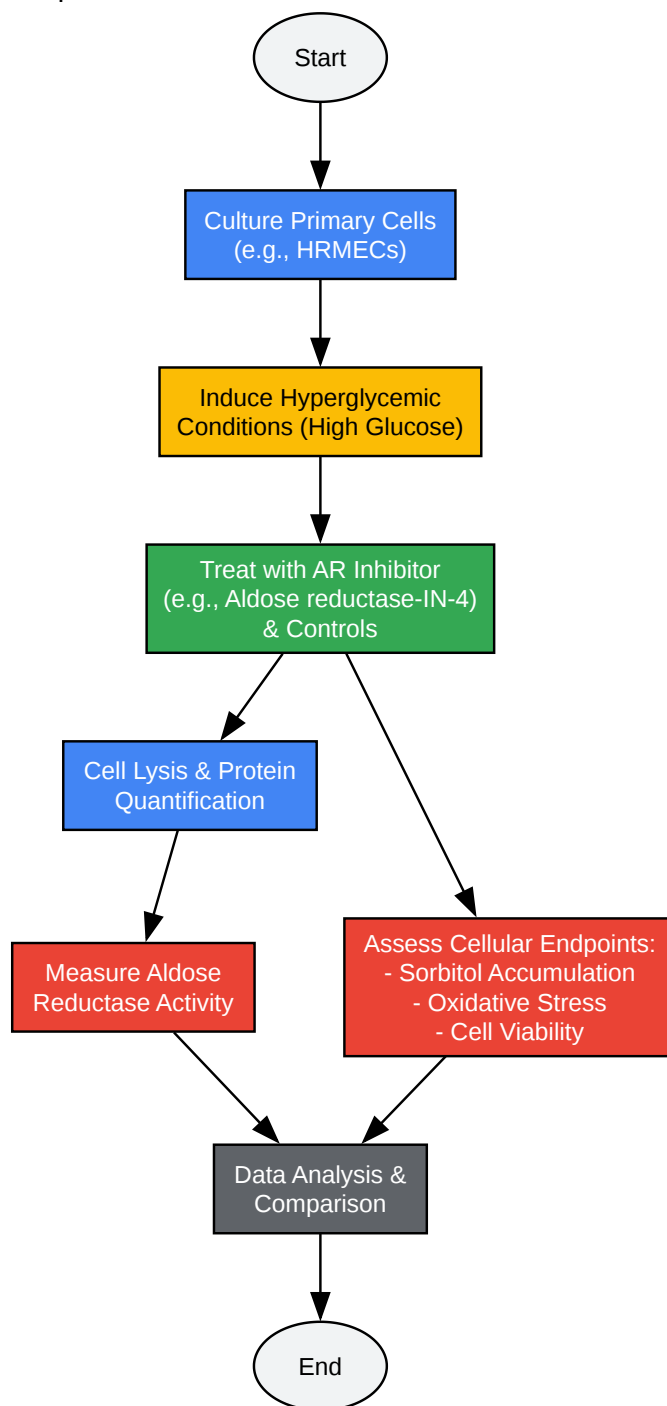 Start
Culture Primary Cells
(e.g., HRMECs)
Induce Hyperglycemic
Conditions (High Glucose)
Treat with AR Inhibitor
(e.g., Aldose reductase-IN-4)
& Controls
Cell Lysis & Protein
Quantification
Measure Aldose
Reductase Activity
Assess Cellular Endpoints:
- Sorbitol Accumulation
- Oxidative Stress
- Cell Viability
Data Analysis &
Comparison
End